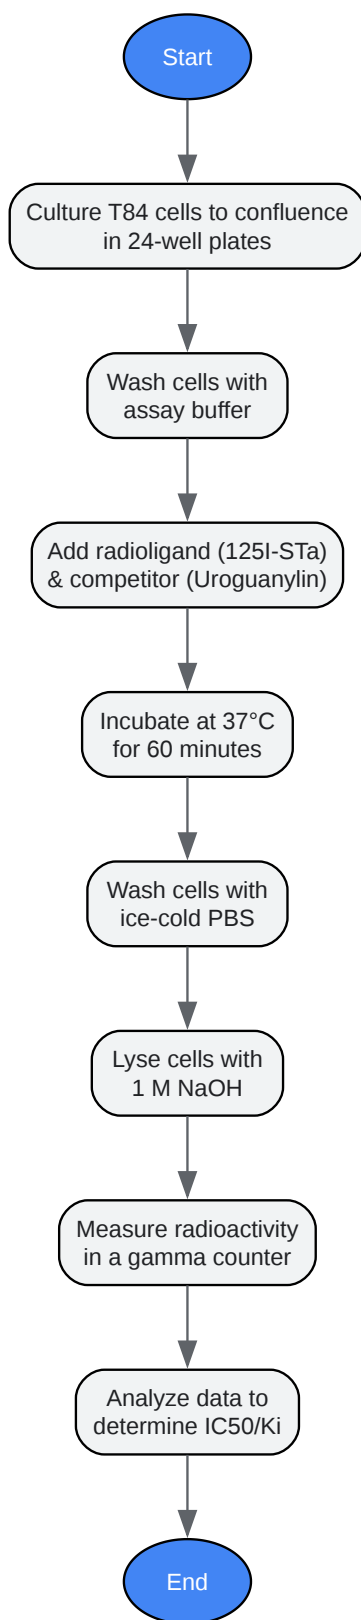 Start
Culture T84 cells to confluence
in 24-well plates
Wash cells with
assay buffer
Add radioligand (125I-STa)
& competitor (Uroguanylin)
Incubate at 37°C
for 60 minutes
Wash cells with
ice-cold PBS
Lyse cells with
1 M NaOH
Measure radioactivity
in a gamma counter
Analyze data to
determine IC50/Ki
End